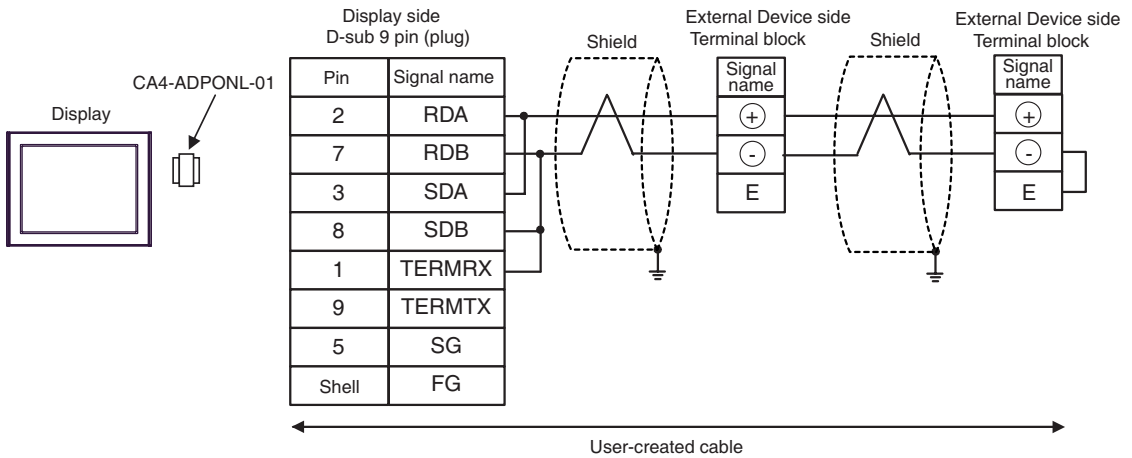 Display side
D-sub 9 pin (plug)
Shield
External Device side
Terminal block
Shield
External Device side
Terminal block
CA4-ADPONL-01
Display
Pin Signal name
2 RDA
7 RDB
3 SDA
8 SDB
1 TERMRX
9 TERMTX
5 SG
Shell FG
Signal
name
+
-
E
Signal
name
+
-
E
User-created cable